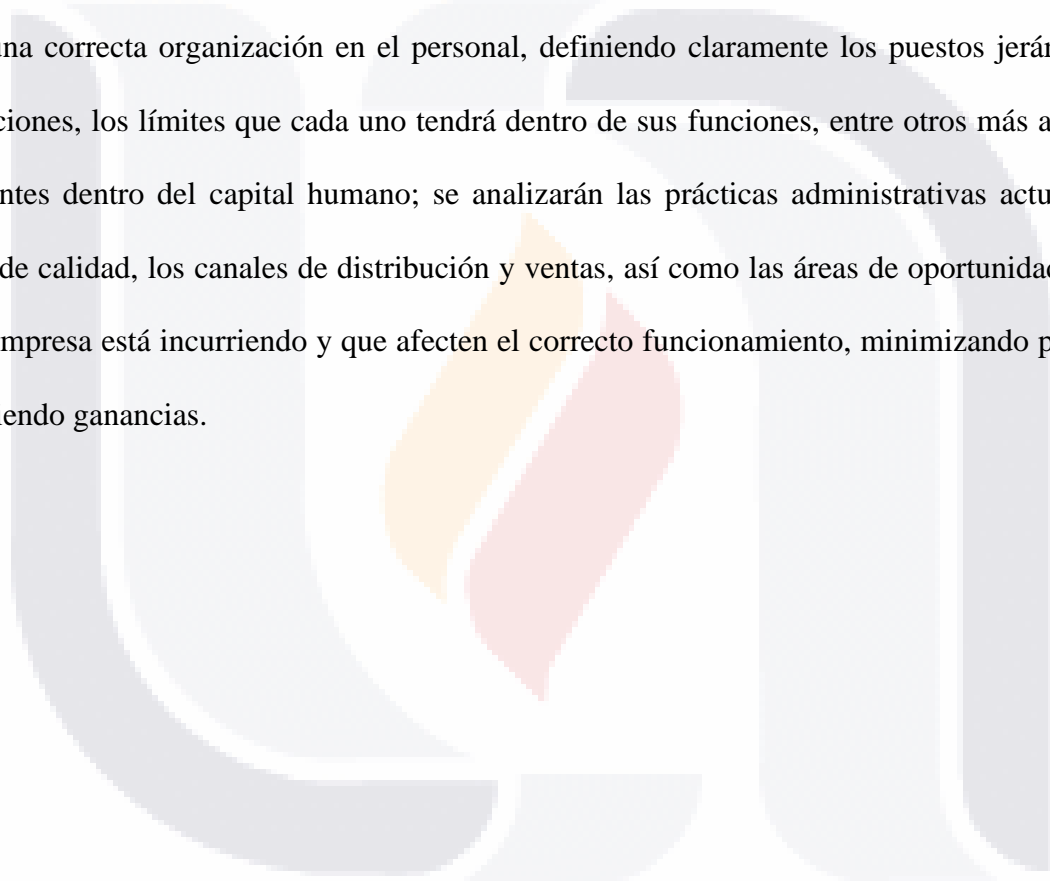 una correcta organización en el personal, definiendo claramente los puestos jerár
ciones, los límites que cada uno tendrá dentro de sus funciones, entre otros más a
ntes dentro del capital humano; se analizarán las prácticas administrativas actu
de calidad, los canales de distribución y ventas, así como las áreas de oportunidad
mpresa está incurriendo y que afecten el correcto funcionamiento, minimizando p
iendo ganancias.